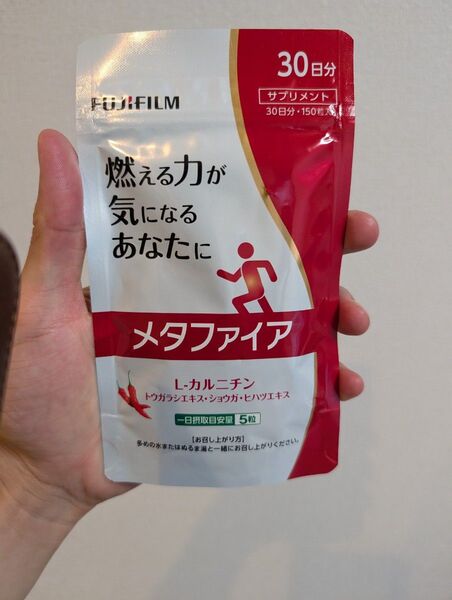 30日分
FUJIFILM
サプリメント
30日分・150粒入
燃える力が
気になる
あなたに
メタファイア
L-カルニチン
トウガラシエキス・ショウガ・ヒハツエキス
一日摂取目安量 5粒
【お召し上がり方】
多めの水またはぬるま湯と一緒にお召し上がりください。